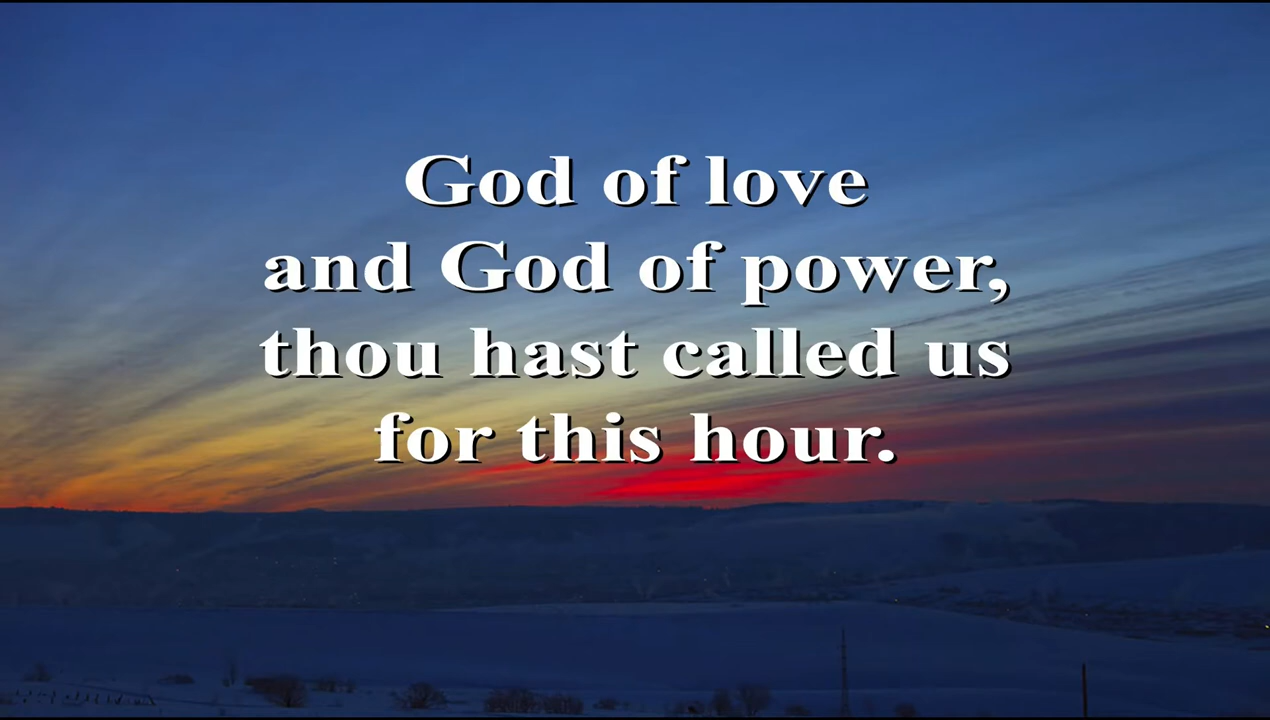 God of love
and God of power,
thou hast called us
for this hour.